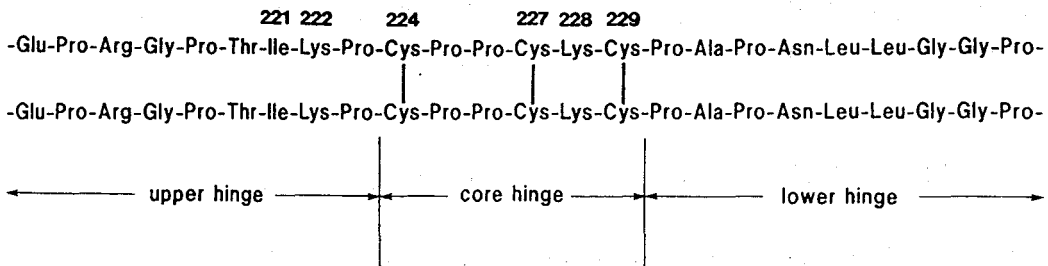 221 222 224 227 228 229
-Glu-Pro-Arg-Gly-Pro-Thr-Ile-Lys-Pro-Cys-Pro-Pro-Cys-Lys-Cys-Pro-Ala-Pro-Asn-Leu-Leu-Gly-Gly-Pro-
-Glu-Pro-Arg-Gly-Pro-Thr-Ile-Lys-Pro-Cys-Pro-Pro-Cys-Lys-Cys-Pro-Ala-Pro-Asn-Leu-Leu-Gly-Gly-Pro-
upper hinge core hinge lower hinge